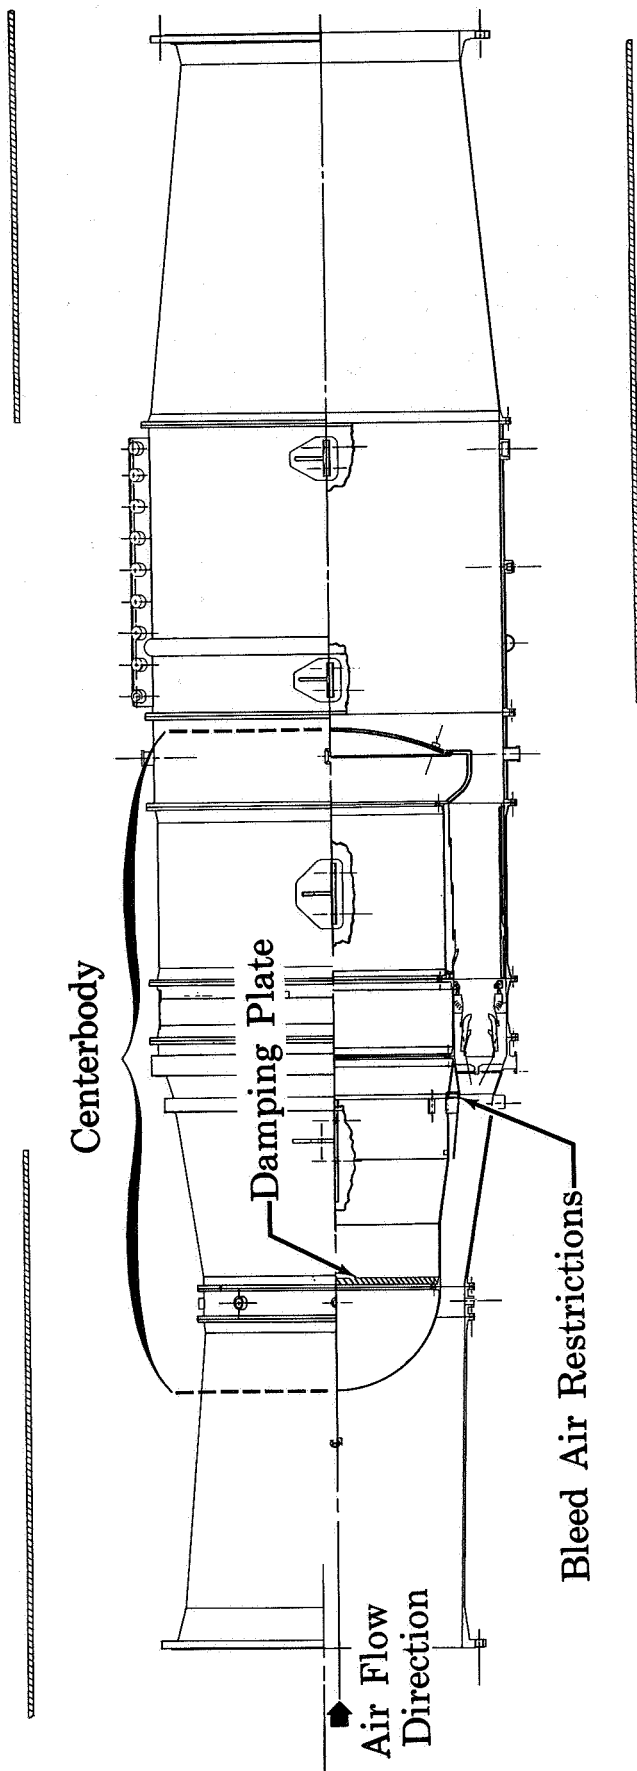 Centerbody
Damping Plate
Bleed Air Restrictions
Air Flow
Direction